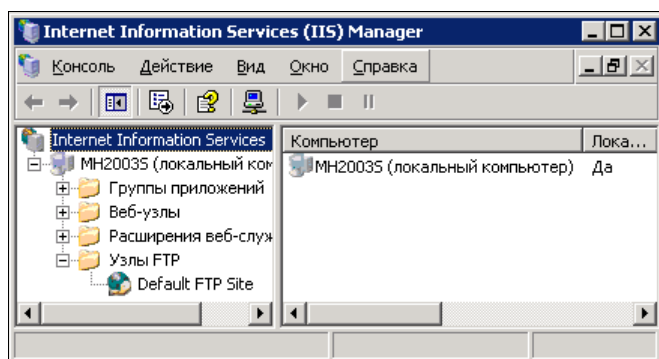 Internet Information Services (IIS) Manager
Консоль Действие Вид Окно Справка
Internet Information Services
MH2003S (локальный ком
Группы приложений
Веб-узлы
Расширения веб-служ
Узлы FTP
Default FTP Site
Компьютер Лока...
MH2003S (локальный компьютер) Да